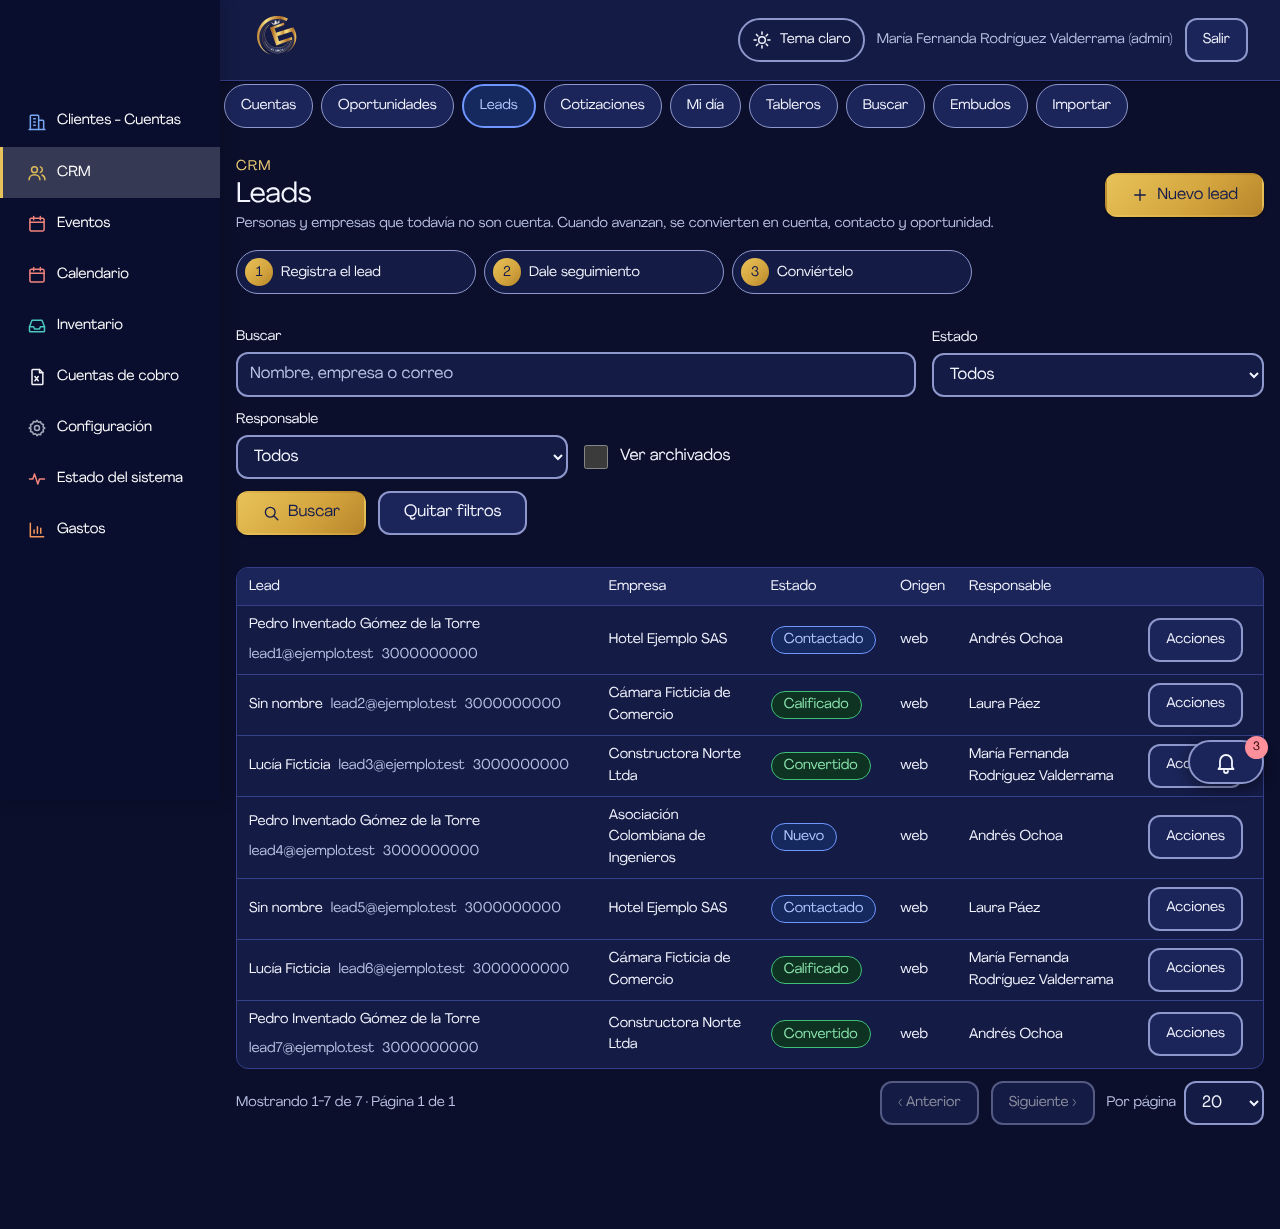 Tema claro
María Fernanda Rodríguez Valderrama (admin)
Salir
Clientes - Cuentas
CRM
Eventos
Calendario
Inventario
Cuentas de cobro
Configuración
Estado del sistema
Gastos
Cuentas
Oportunidades
Leads
Cotizaciones
Mi día
Tableros
Buscar
Embudos
Importar
CRM
Leads
Personas y empresas que todavía no son cuenta. Cuando avanzan, se convierten en cuenta, contacto y oportunidad.
Nuevo lead
1 Registra el lead
2 Dale seguimiento
3 Conviértelo
Buscar
Nombre, empresa o correo
Estado
Todos
Responsable
Todos
Ver archivados
Buscar
Quitar filtros
Lead Empresa Estado Origen Responsable
Pedro Inventado Gómez de la Torre
lead1@ejemplo.test 3000000000
Hotel Ejemplo SAS
Contactado
web
Andrés Ochoa
Acciones
Sin nombre lead2@ejemplo.test 3000000000
Cámara Ficticia de
Comercio
Calificado
web
Laura Páez
Acciones
Lucía Ficticia lead3@ejemplo.test 3000000000
Constructora Norte
Ltda
Convertido
web
María Fernanda
Rodríguez Valderrama
3
Pedro Inventado Gómez de la Torre
lead4@ejemplo.test 3000000000
Asociación
Colombiana de
Ingenieros
Nuevo
web
Andrés Ochoa
Acciones
Sin nombre lead5@ejemplo.test 3000000000
Hotel Ejemplo SAS
Contactado
web
Laura Páez
Acciones
Lucía Ficticia lead6@ejemplo.test 3000000000
Cámara Ficticia de
Comercio
Calificado
web
María Fernanda
Rodríguez Valderrama
Acciones
Pedro Inventado Gómez de la Torre
lead7@ejemplo.test 3000000000
Constructora Norte
Ltda
Convertido
web
Andrés Ochoa
Acciones
Mostrando 1-7 de 7 · Página 1 de 1
‹ Anterior
Siguiente ›
Por página
20